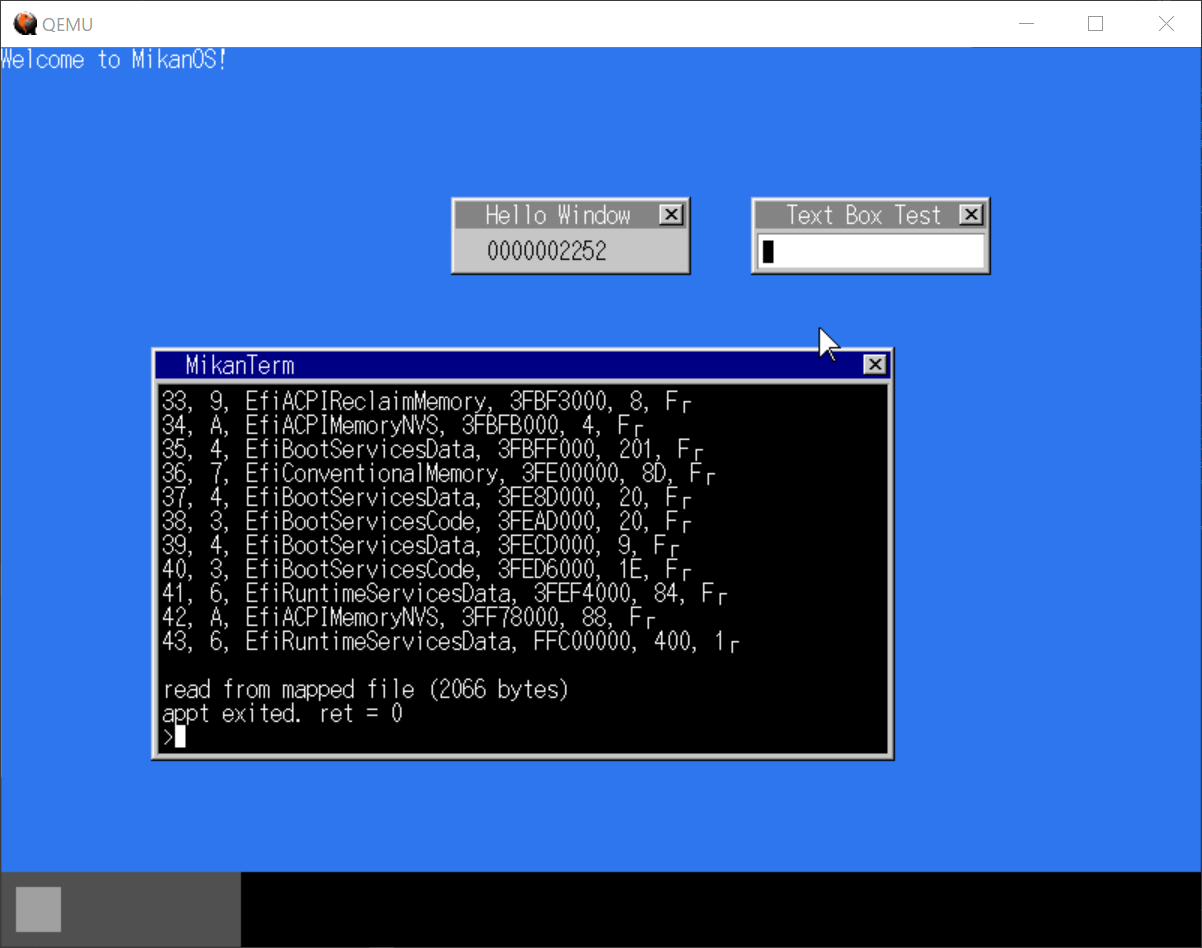 QEMU
Welcome to MikanOS!
Hello Window
0000002252
Text Box Test
MikanTerm
33, 9, EfiACPIReclaimMemory, 3FBF3000, 8, F┌
34, A, EfiACPIMemoryNVS, 3FBFB000, 4, F┌
35, 4, EfiBootServicesData, 3FBFF000, 201, F┌
36, 7, EfiConventionalMemory, 3FE00000, 8D, F┌
37, 4, EfiBootServicesData, 3FE8D000, 20, F┌
38, 3, EfiBootServicesCode, 3FEAD000, 20, F┌
39, 4, EfiBootServicesData, 3FECD000, 9, F┌
40, 3, EfiBootServicesCode, 3FED6000, 1E, F┌
41, 6, EfiRuntimeServicesData, 3FEF4000, 84, F┌
42, A, EfiACPIMemoryNVS, 3FF78000, 88, F┌
43, 6, EfiRuntimeServicesData, FFC00000, 400, 1┌
read from mapped file (2066 bytes)
appt exited. ret = 0
>